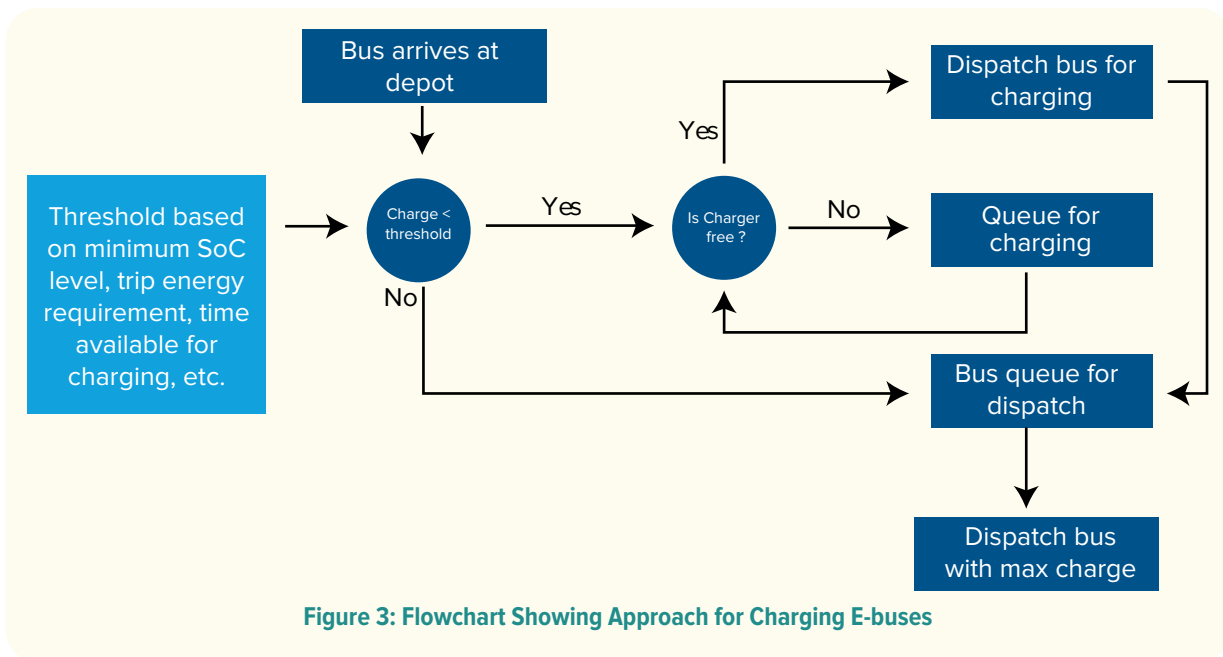 Bus arrives at
depot
Dispatch bus for
charging
Yes
Threshold based
on minimum SoC
level, trip energy
requirement, time
available for
charging, etc.
Charge <
threshold
Yes
Is Charger
free ?
No
Queue for
charging
No
Bus queue for
dispatch
Dispatch bus
with max charge
Figure 3: Flowchart Showing Approach for Charging E-buses